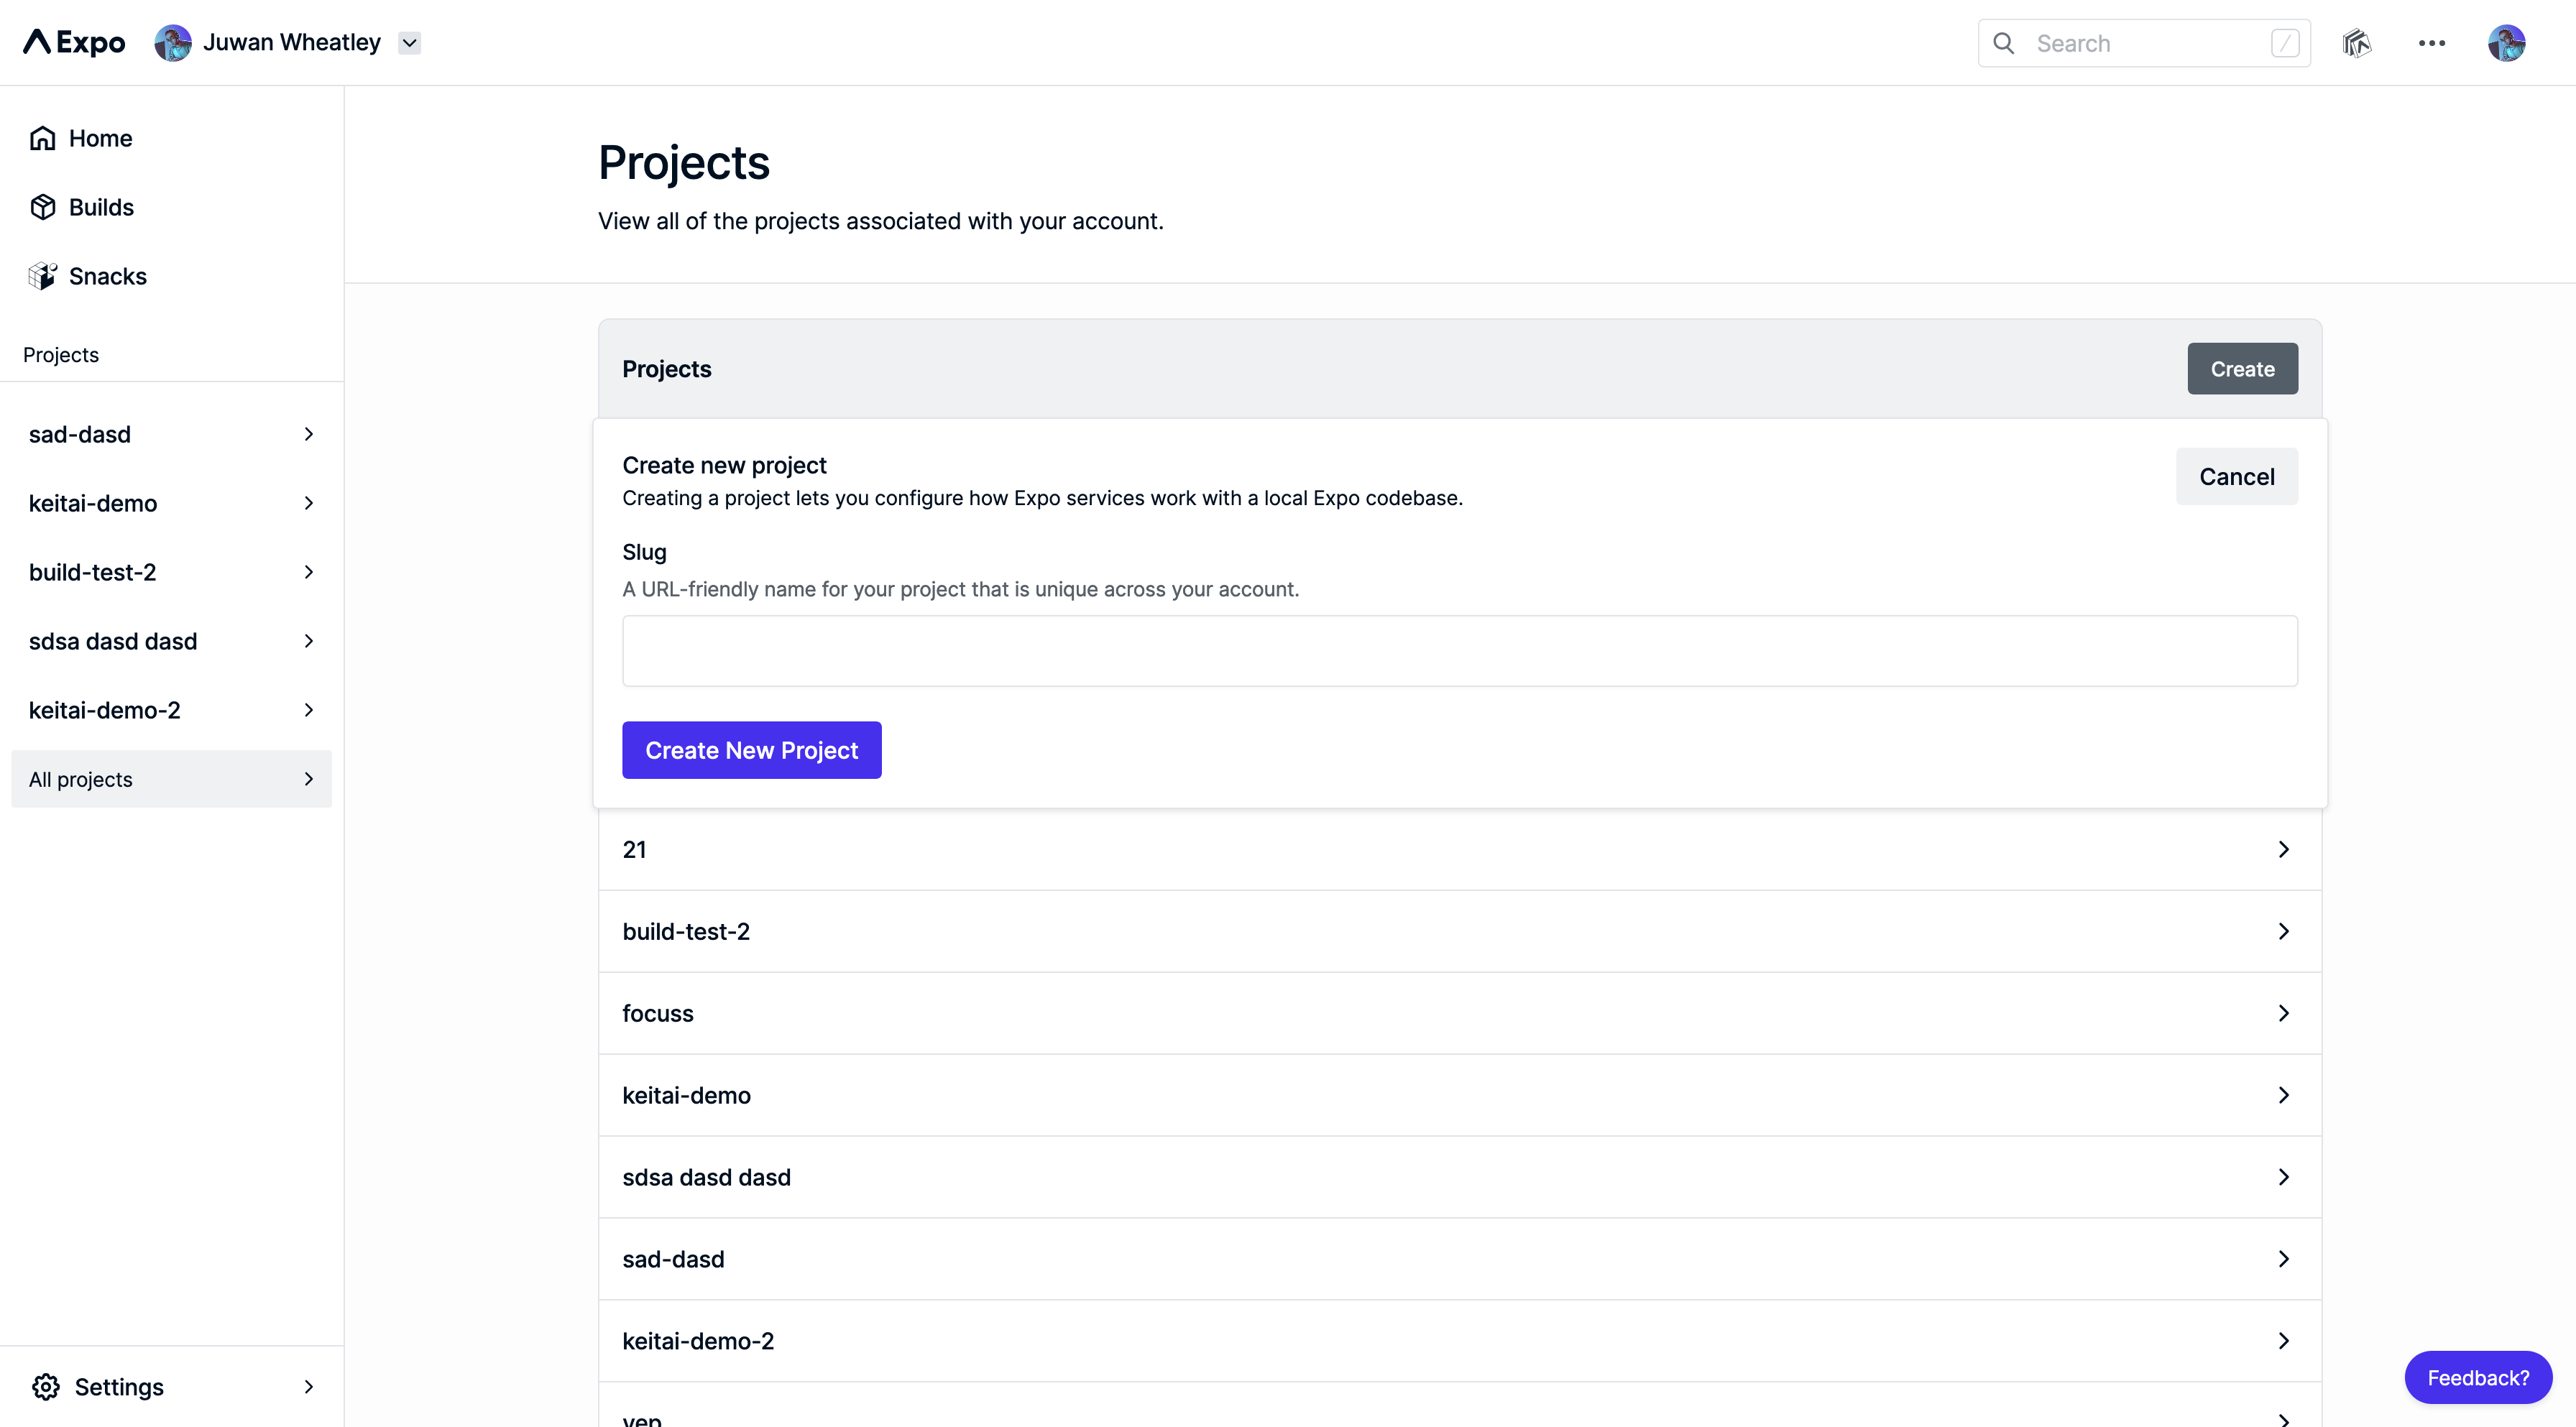 Expo
Juwan Wheatley
Search
/
Home
Builds
Snacks
Projects
sad-dasd
keitai-demo
build-test-2
sdsa dasd dasd
keitai-demo-2
All projects
Settings
Projects
View all of the projects associated with your account.
Projects
Create
Create new project
Cancel
Creating a project lets you configure how Expo services work with a local Expo codebase.
Slug
A URL-friendly name for your project that is unique across your account.
Create New Project
21
build-test-2
focuss
keitai-demo
sdsa dasd dasd
sad-dasd
keitai-demo-2
yep
Feedback?